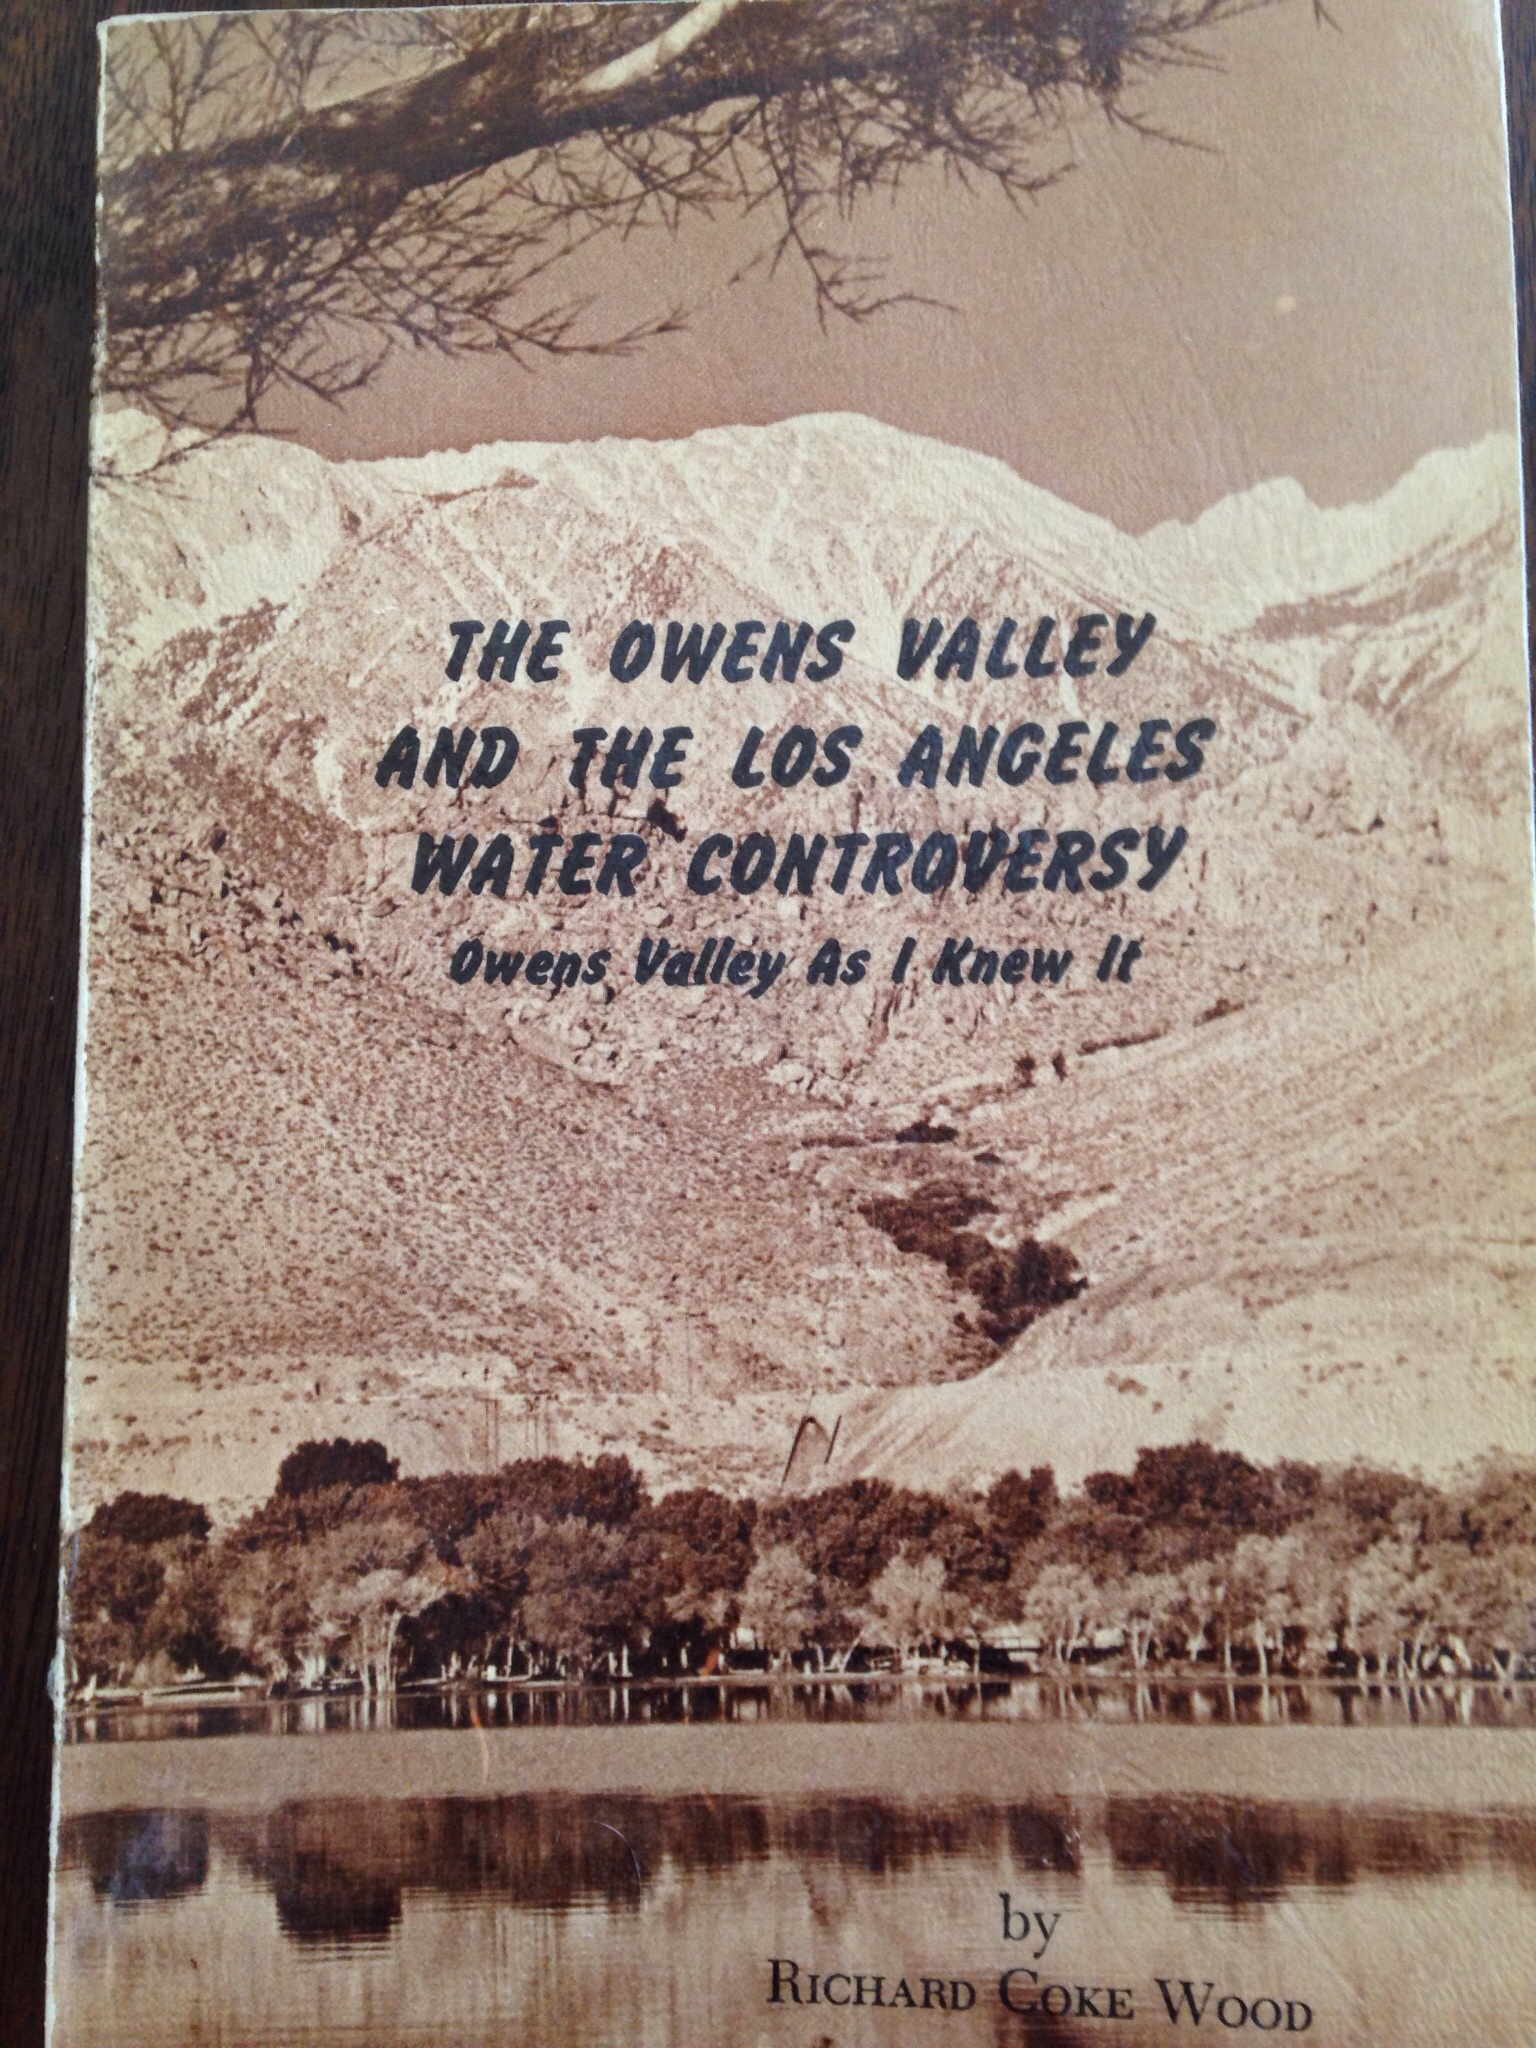 THE OWENS VALLEY
AND THE LOS ANGELES
WATER CONTROVERSY
Owens Valley As I Knew It
by
RICHARD COKE WOOD